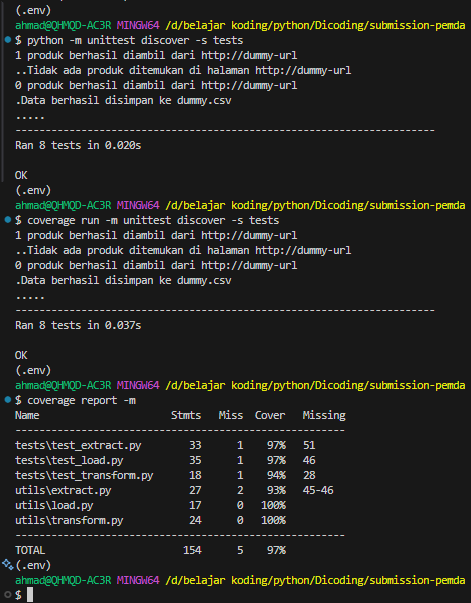 (.env)
ahmad@QHMQD-AC3R MINGW64 /d/belajar koding/python/Dicoding/submission-pemda
$ python -m unittest discover -s tests
1 produk berhasil diambil dari http://dummy-url
..Tidak ada produk ditemukan di halaman http://dummy-url
0 produk berhasil diambil dari http://dummy-url
.Data berhasil disimpan ke dummy.csv
.....
----------------------------------------------------------------------
Ran 8 tests in 0.020s

OK
(.env)
ahmad@QHMQD-AC3R MINGW64 /d/belajar koding/python/Dicoding/submission-pemda
$ coverage run -m unittest discover -s tests
1 produk berhasil diambil dari http://dummy-url
..Tidak ada produk ditemukan di halaman http://dummy-url
0 produk berhasil diambil dari http://dummy-url
.Data berhasil disimpan ke dummy.csv
.....
----------------------------------------------------------------------
Ran 8 tests in 0.037s

OK
(.env)
ahmad@QHMQD-AC3R MINGW64 /d/belajar koding/python/Dicoding/submission-pemda
$ coverage report -m
Name                      Stmts   Miss  Cover   Missing
-------------------------------------------------------
tests\test_extract.py        33      1    97%   51
tests\test_load.py           35      1    97%   46
tests\test_transform.py      18      1    94%   28
utils\extract.py             27      2    93%   45-46
utils\load.py                17      0   100%
utils\transform.py           24      0   100%
-------------------------------------------------------
TOTAL                       154      5    97%
(.env)
ahmad@QHMQD-AC3R MINGW64 /d/belajar koding/python/Dicoding/submission-pemda
$